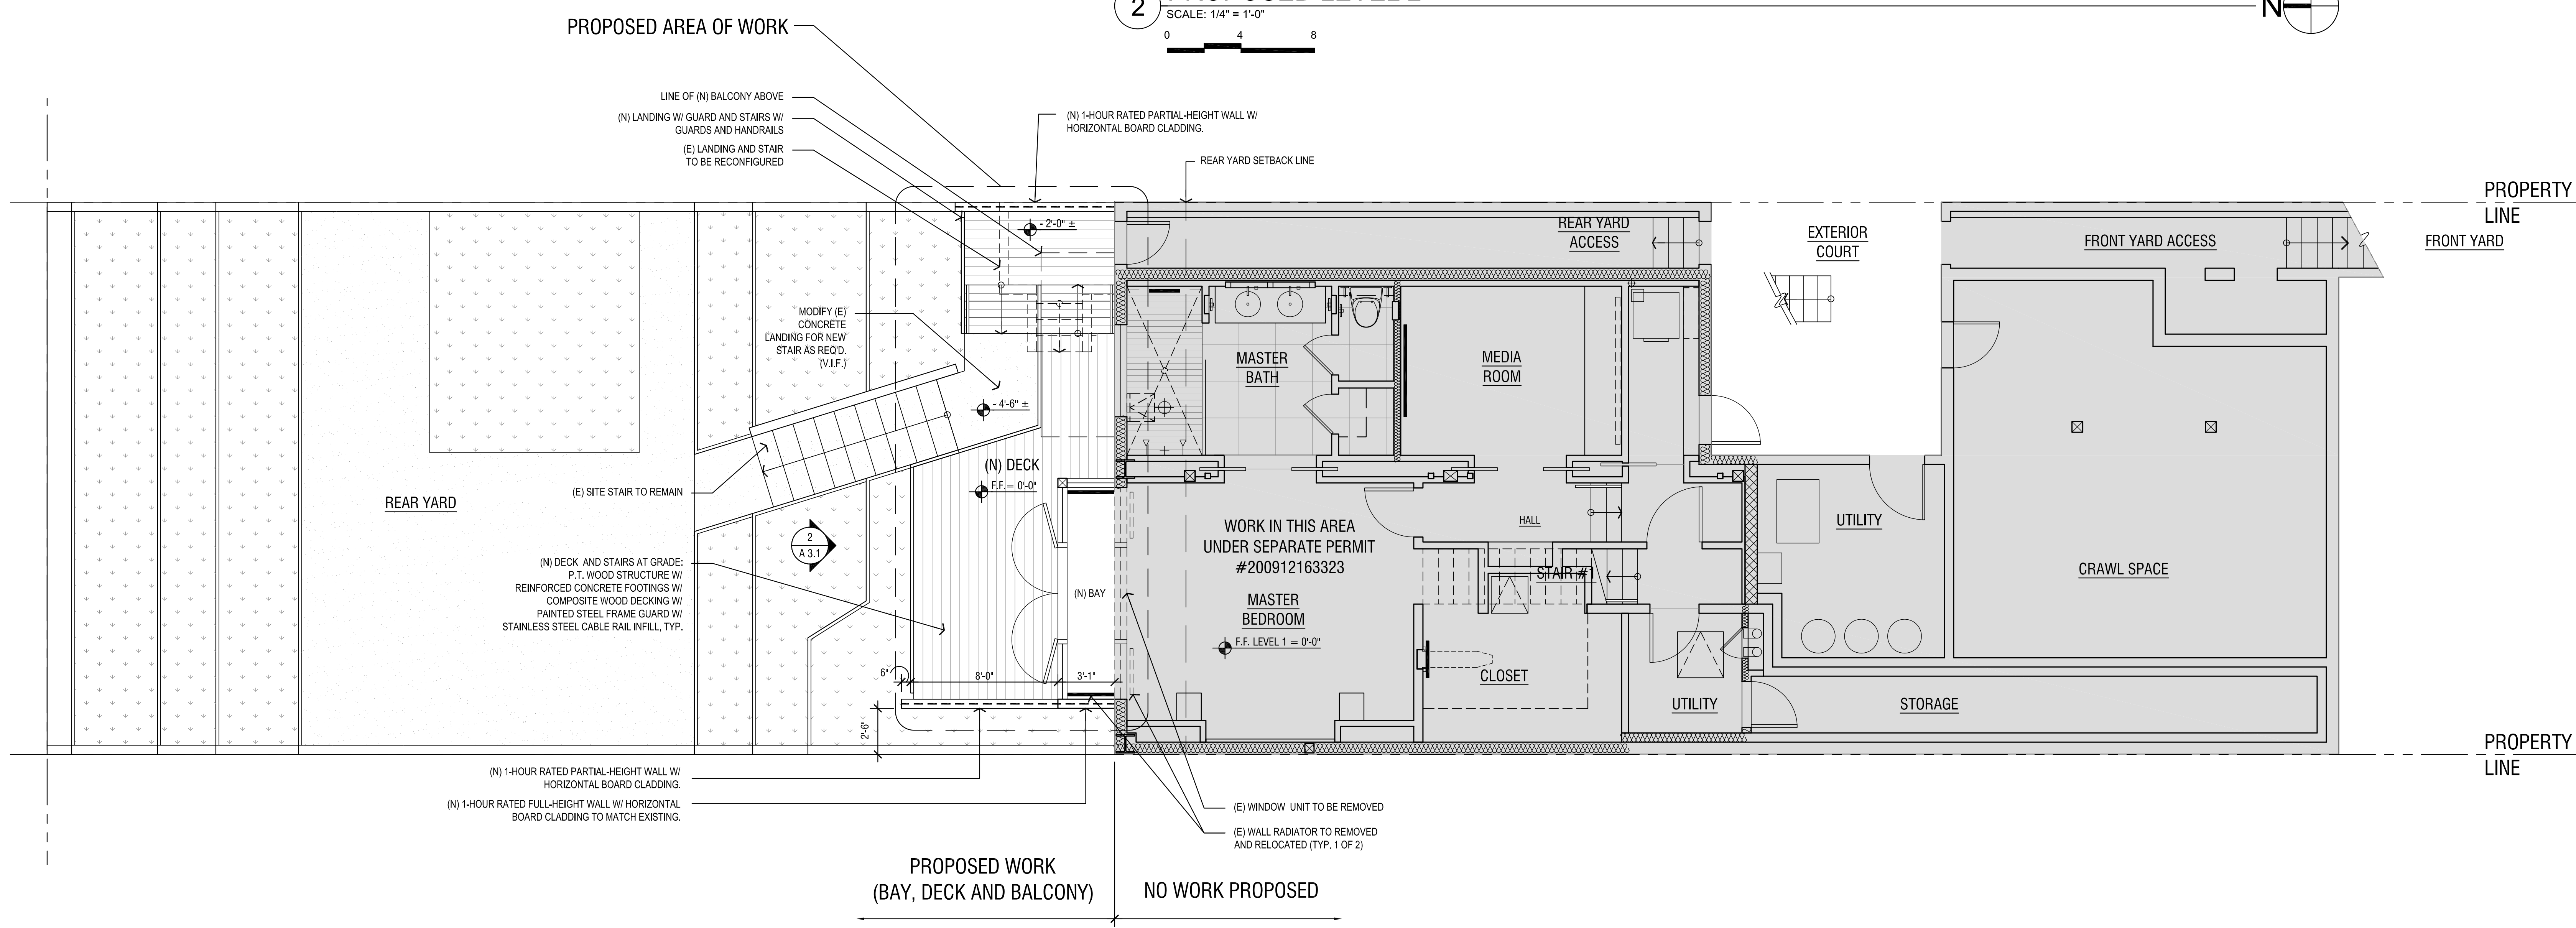 2
SCALE: 1/4" = 1'-0"
N
0 4 8
PROPOSED AREA OF WORK
LINE OF (N) BALCONY ABOVE
(N) LANDING W/ GUARD AND STAIRS W/
GUARDS AND HANDRAILS
(E) LANDING AND STAIR
TO BE RECONFIGURED
(N) 1-HOUR RATED PARTIAL-HEIGHT WALL W/
HORIZONTAL BOARD CLADDING.
REAR YARD SETBACK LINE
PROPERTY
LINE
- 2'-0" ±
REAR YARD
ACCESS
EXTERIOR
COURT
FRONT YARD ACCESS
FRONT YARD
MODIFY (E)
CONCRETE
LANDING FOR NEW
STAIR AS REQ'D.
(V.I.F.)
MASTER
BATH
MEDIA
ROOM
- 4'-6" ±
(N) DECK
F.F.= 0'-0"
(E) SITE STAIR TO REMAIN
REAR YARD
2
A 3.1
WORK IN THIS AREA
UNDER SEPARATE PERMIT
#200912163323
HALL
UTILITY
(N) DECK AND STAIRS AT GRADE:
P.T. WOOD STRUCTURE W/
REINFORCED CONCRETE FOOTINGS W/
COMPOSITE WOOD DECKING W/
PAINTED STEEL FRAME GUARD W/
STAINLESS STEEL CABLE RAIL INFILL, TYP.
(N) BAY
STAIR #1
CRAWL SPACE
MASTER
BEDROOM
F.F. LEVEL 1 = 0'-0"
6"
8'-0"
3'-1"
CLOSET
UTILITY
STORAGE
2'-6"
PROPERTY
LINE
(N) 1-HOUR RATED PARTIAL-HEIGHT WALL W/
HORIZONTAL BOARD CLADDING.
(N) 1-HOUR RATED FULL-HEIGHT WALL W/ HORIZONTAL
BOARD CLADDING TO MATCH EXISTING.
(E) WINDOW UNIT TO BE REMOVED
(E) WALL RADIATOR TO REMOVED
AND RELOCATED (TYP, 1 OF 2)
PROPOSED WORK
(BAY, DECK AND BALCONY)
NO WORK PROPOSED